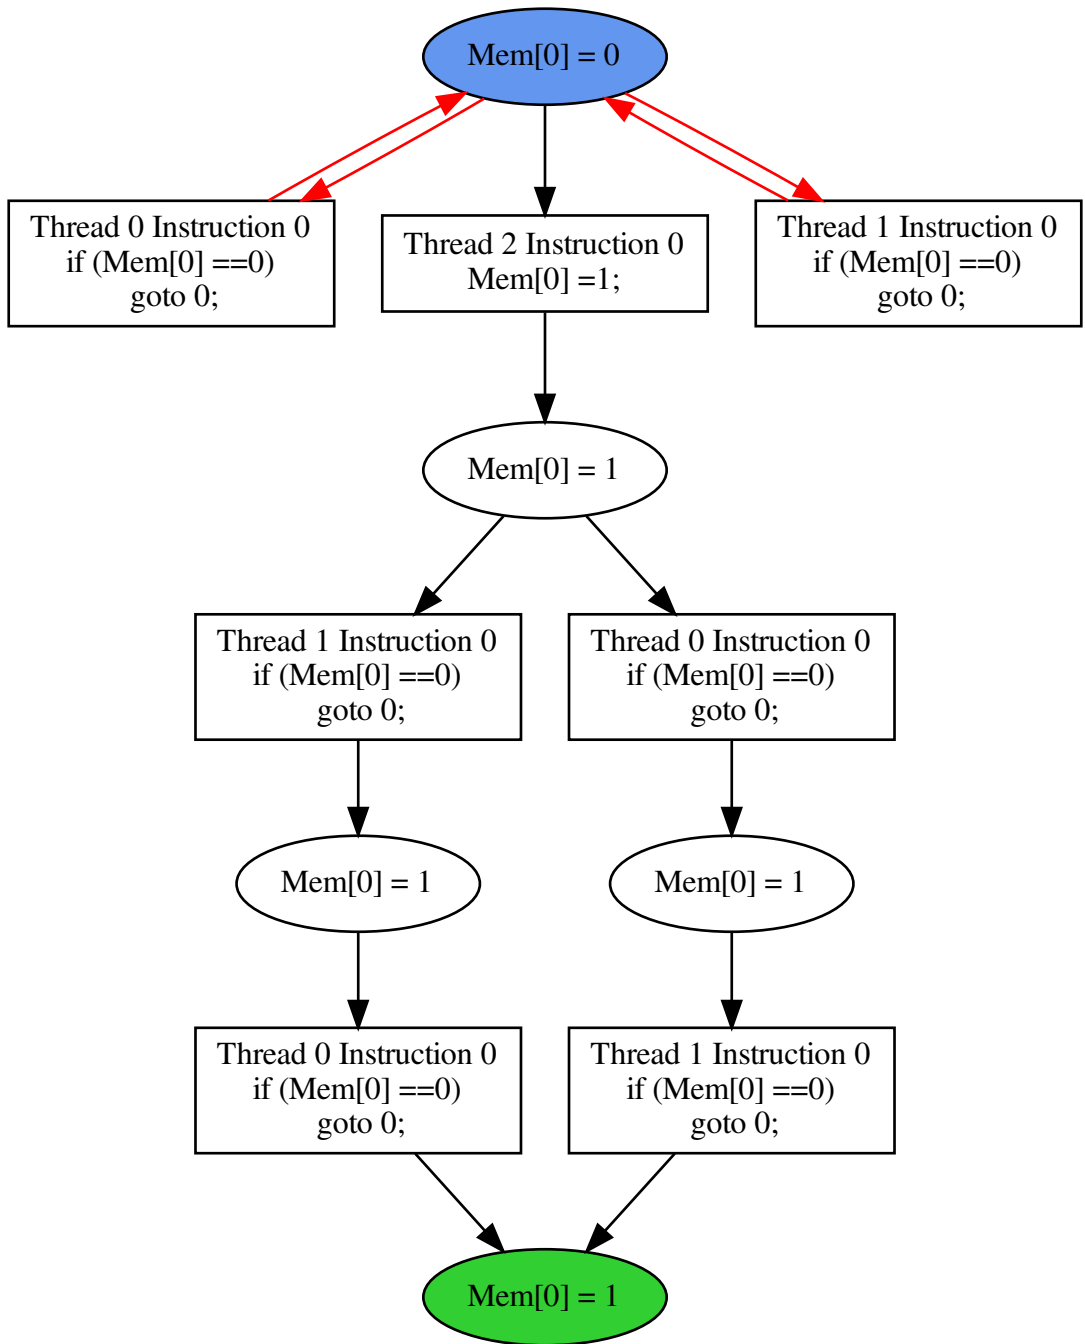 Mem[0] = 0
Thread 0 Instruction 0
if (Mem[0] ==0)
goto 0;
Thread 2 Instruction 0
Mem[0] =1;
Thread 1 Instruction 0
if (Mem[0] ==0)
goto 0;
Mem[0] = 1
Thread 1 Instruction 0
if (Mem[0] ==0)
goto 0;
Thread 0 Instruction 0
if (Mem[0] ==0)
goto 0;
Mem[0] = 1
Mem[0] = 1
Thread 0 Instruction 0
if (Mem[0] ==0)
goto 0;
Thread 1 Instruction 0
if (Mem[0] ==0)
goto 0;
Mem[0] = 1